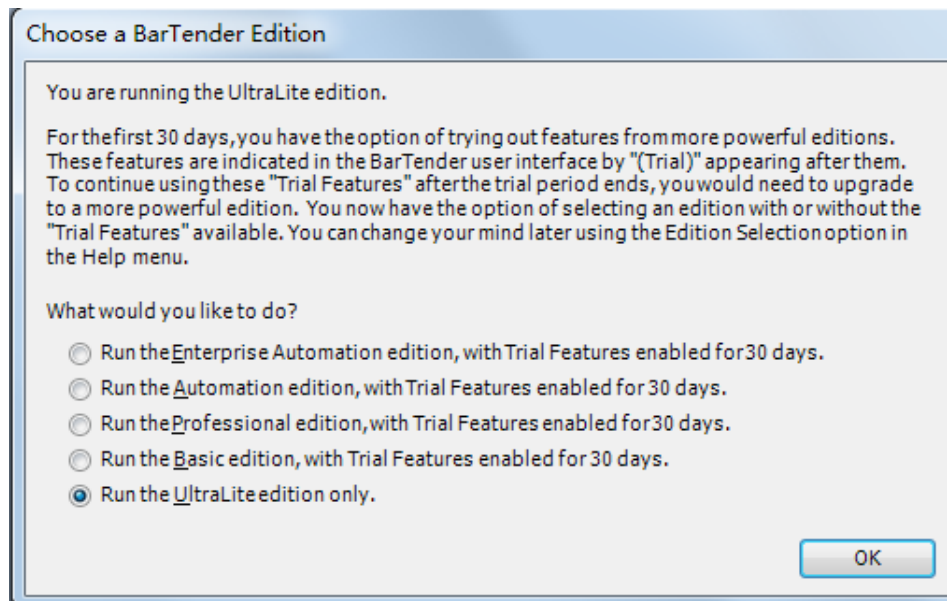 Choose a BarTender Edition
You are running the UltraLite edition.
For the first 30 days, you have the option of trying out features from more powerful editions.
These features are indicated in the BarTender user interface by "(Trial)" appearing after them.
To continue using these "Trial Features" after the trial period ends, you would need to upgrade
to a more powerful edition.  You now have the option of selecting an edition with or without the
"Trial Features" available. You can change your mind later using the Edition Selection option in
the Help menu.
What would you like to do?
Run the Enterprise Automation edition, with Trial Features enabled for 30 days.
Run the Automation edition, with Trial Features enabled for 30 days.
Run the Professional edition, with Trial Features enabled for 30 days.
Run the Basic edition, with Trial Features enabled for 30 days.
Run the UltraLite edition only.
OK